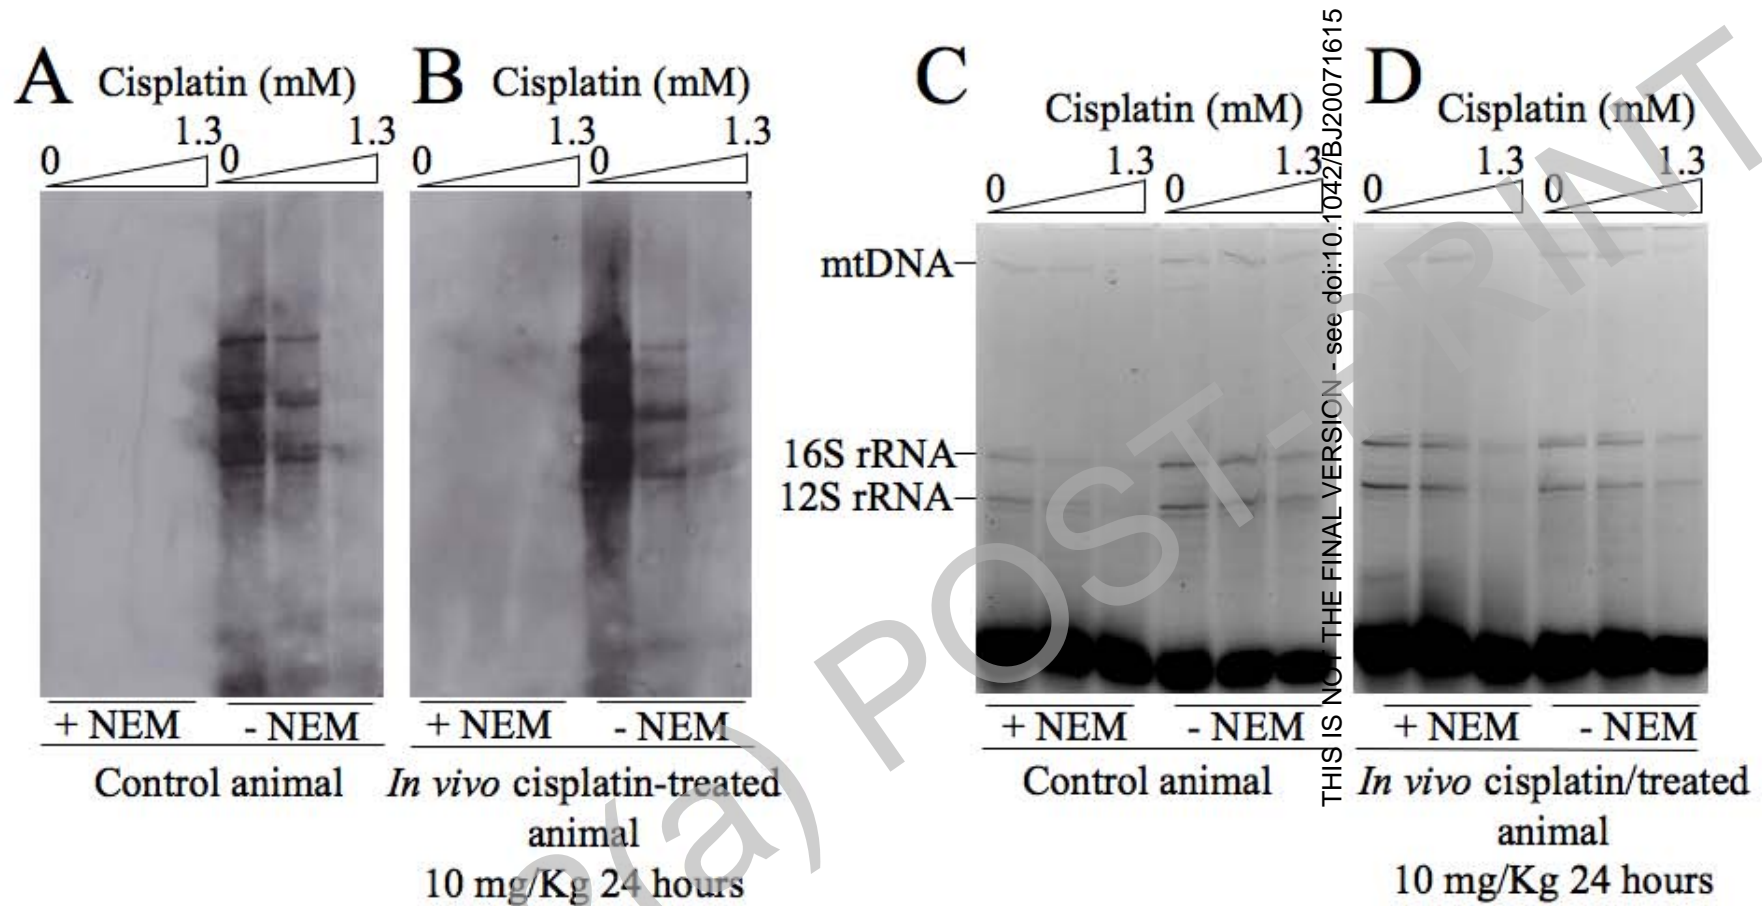 A Cisplatin (mM)
0 1.3 0 1.3
+ NEM - NEM
Control animal
B Cisplatin (mM)
0 1.3 0 1.3
+ NEM - NEM
In vivo cisplatin-treated
animal
10 mg/Kg 24 hours
C Cisplatin (mM)
0 1.3 0 1.3
mtDNA
16S rRNA
12S rRNA
+ NEM - NEM
Control animal
THIS IS NOT THE FINAL VERSION - see doi:10.1042/BJ20071615
D Cisplatin (mM)
0 1.3 0 1.3
+ NEM - NEM
In vivo cisplatin/treated
animal
10 mg/Kg 24 hours
(a) POST-PRINT